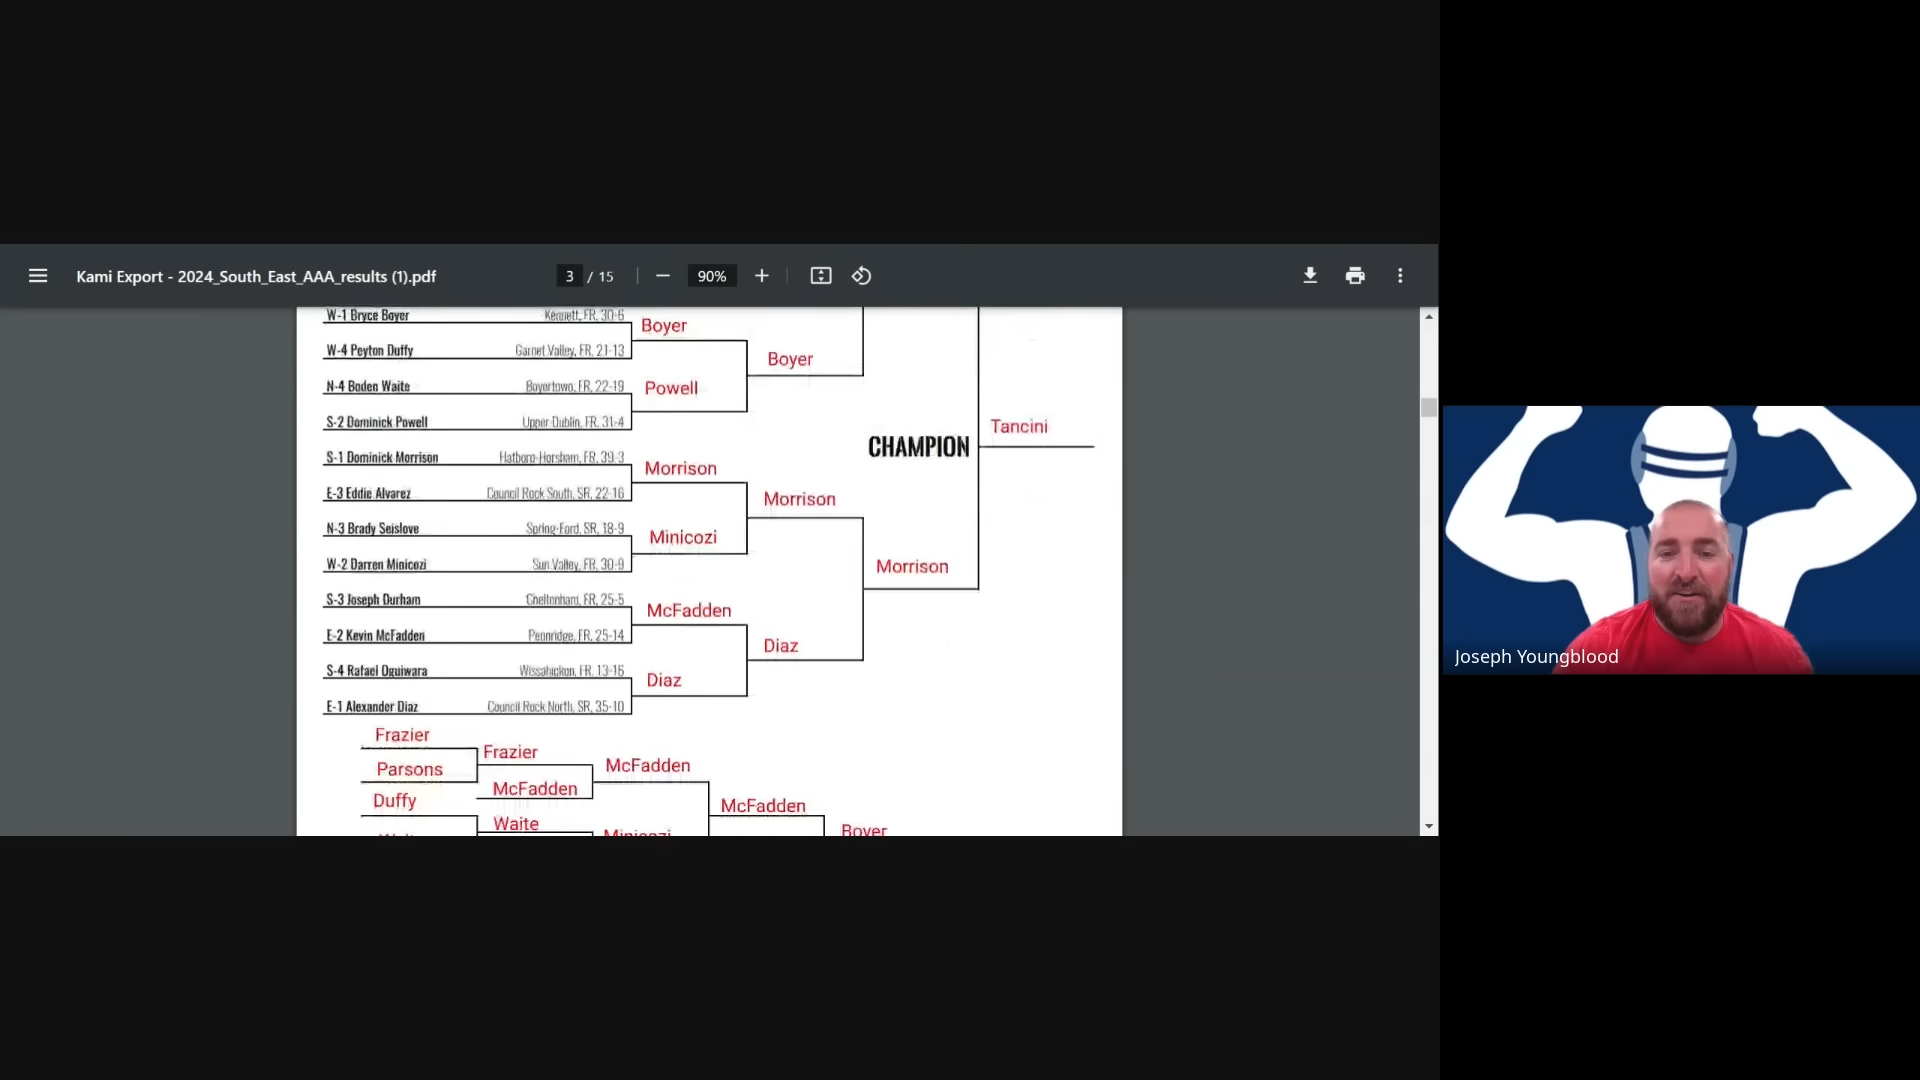 Kami Export - 2024_South_East_AAA_results (1).pdf
3 / 15
90%
W-1 Bryce Boyer Kennett, FR, 30-6
Boyer
W-4 Peyton Duffy Garnet Valley, FR, 21-13
Boyer
N-4 Boden Waite Boyertown, FR, 22-19
Powell
S-2 Dominick Powell Upper Dublin, FR, 31-4
Tancini
CHAMPION
S-1 Dominick Morrison Hatboro-Horsham, FR, 39-3
Morrison
E-3 Eddie Alvarez Council Rock South, SR, 22-16
Morrison
N-3 Brady Seislove Spring-Ford, SR, 18-9
Minicozi
W-2 Darren Minicozi Sun Valley, FR, 30-9
Morrison
S-3 Joseph Durham Cheltenham, FR, 25-5
McFadden
E-2 Kevin McFadden Pennridge, FR, 25-14
Diaz
S-4 Rafael Oguiwara Wissahickon, FR, 13-16
Diaz
E-1 Alexander Diaz Council Rock North, SR, 35-10
Frazier
Frazier
Parsons
McFadden
McFadden
Duffy
McFadden
Waite
Minicozi
Boyer
Joseph Youngblood